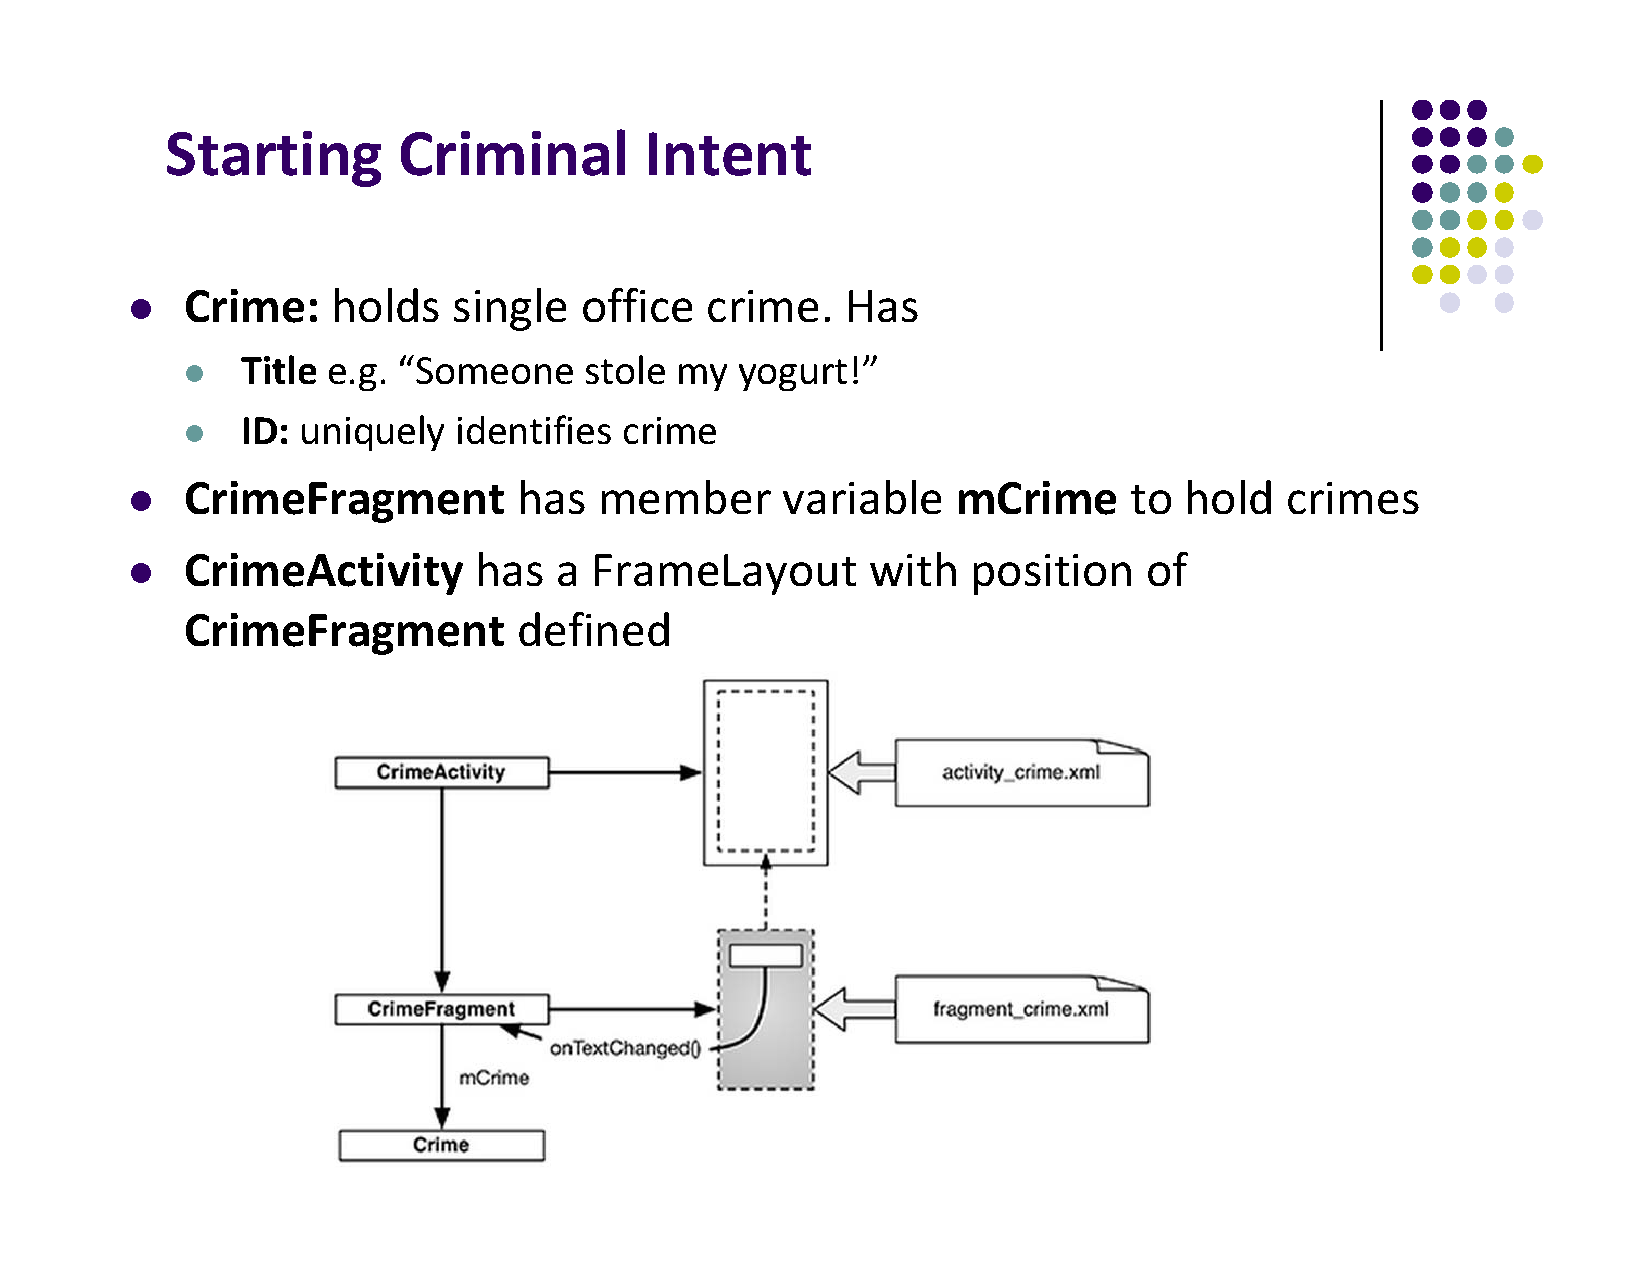 Starting Criminal Intent
Crime: holds single office crime. Has
Title e.g. “Someone stole my yogurt!”
ID: uniquely identifies crime
CrimeFragment has member variable mCrime to hold crimes
CrimeActivity has a FrameLayout with position of
CrimeFragment defined
CrimeActivity
activity_crime.xml
CrimeFragment
fragment_crime.xml
onTextChanged()
mCrime
Crime